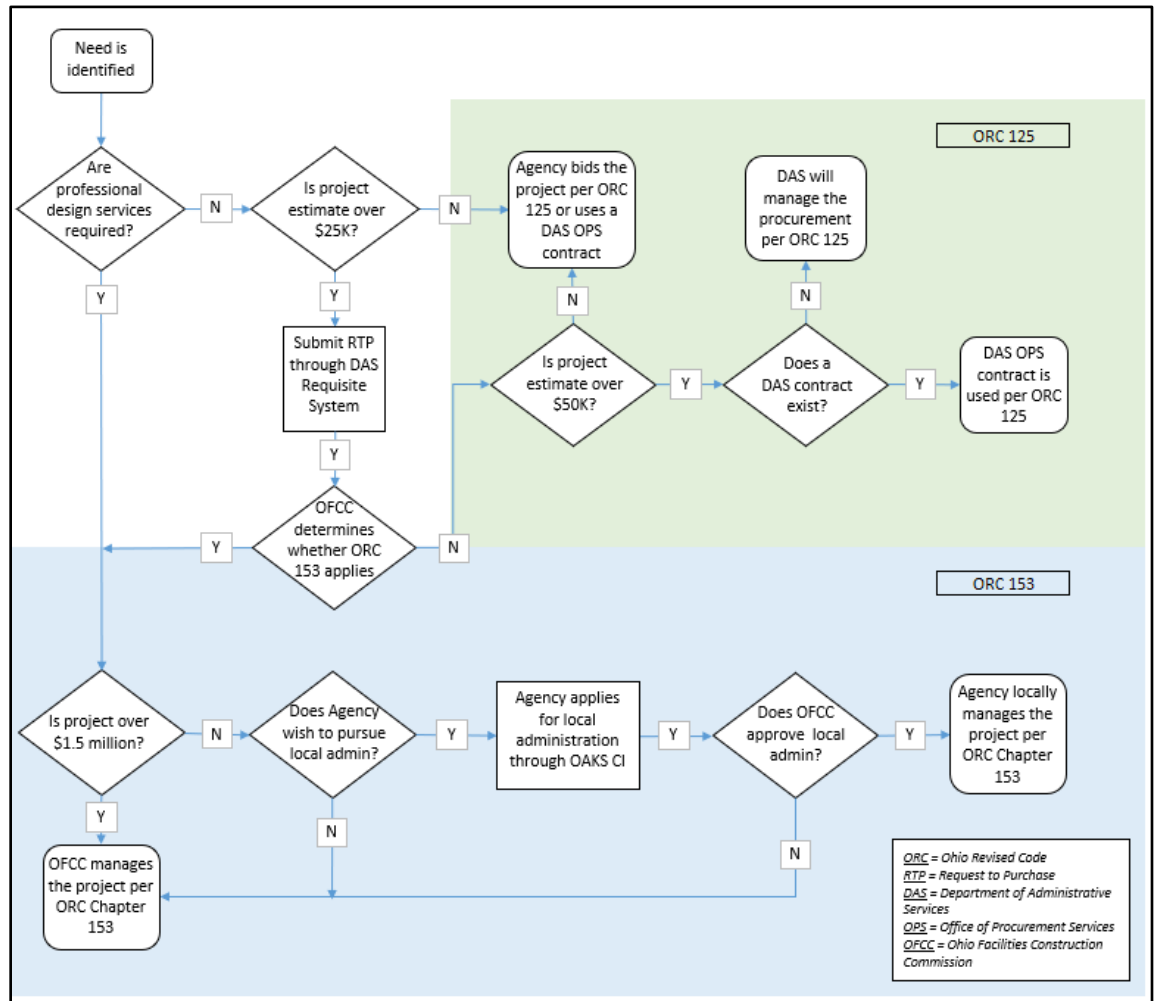 Need is
identified
ORC 125
Are
professional
design services
required?
N
Is project
estimate over
$25K?
N
Agency bids the
project per ORC
125 or uses a
DAS OPS
contract
DAS will
manage the
procurement
per ORC 125
Y
Y
N
N
Submit RTP
through DAS
Requisite
System
Is project
estimate over
$50K?
Y
Does a
DAS contract
exist?
Y
DAS OPS
contract is
used per ORC
125
Y
OFCC
determines
whether ORC
153 applies
Y
N
ORC 153
Is project over
$1.5 million?
N
Does Agency
wish to pursue
local admin?
Y
Agency applies
for local
administration
through OAKS CI
Y
Does OFCC
approve local
admin?
Y
Agency locally
manages the
project per
ORC Chapter
153
Y
N
N
OFCC manages
the project per
ORC Chapter
153
ORC = Ohio Revised Code
RTP = Request to Purchase
DAS = Department of Administrative
Services
OPS = Office of Procurement Services
OFCC = Ohio Facilities Construction
Commission